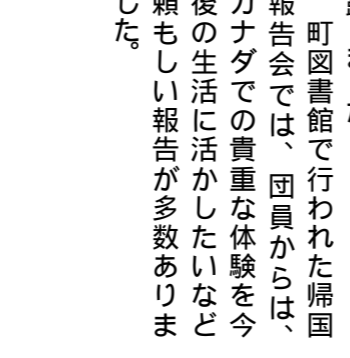 町図書館で行われた帰国
報告会では、団員からは、
カナダでの貴重な体験を今
後の生活に活かしたいなど
頼もしい報告が多数ありま
した。